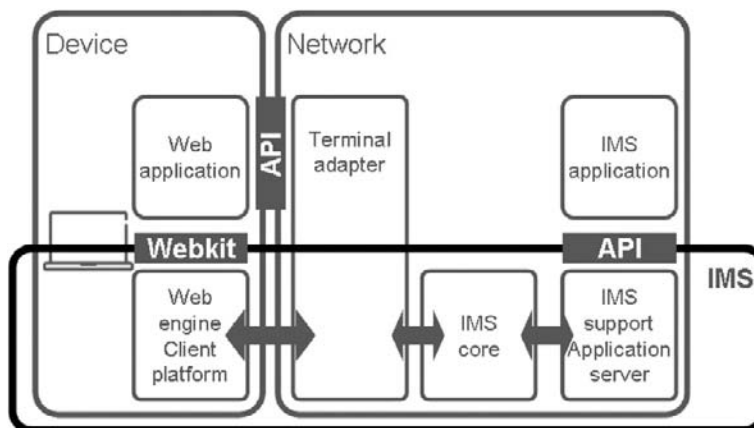 Device
Network
Web
application
API
Terminal
adapter
IMS
application
Webkit
API
IMS
Web
engine
Client
platform
IMS
core
IMS
support
Application
server